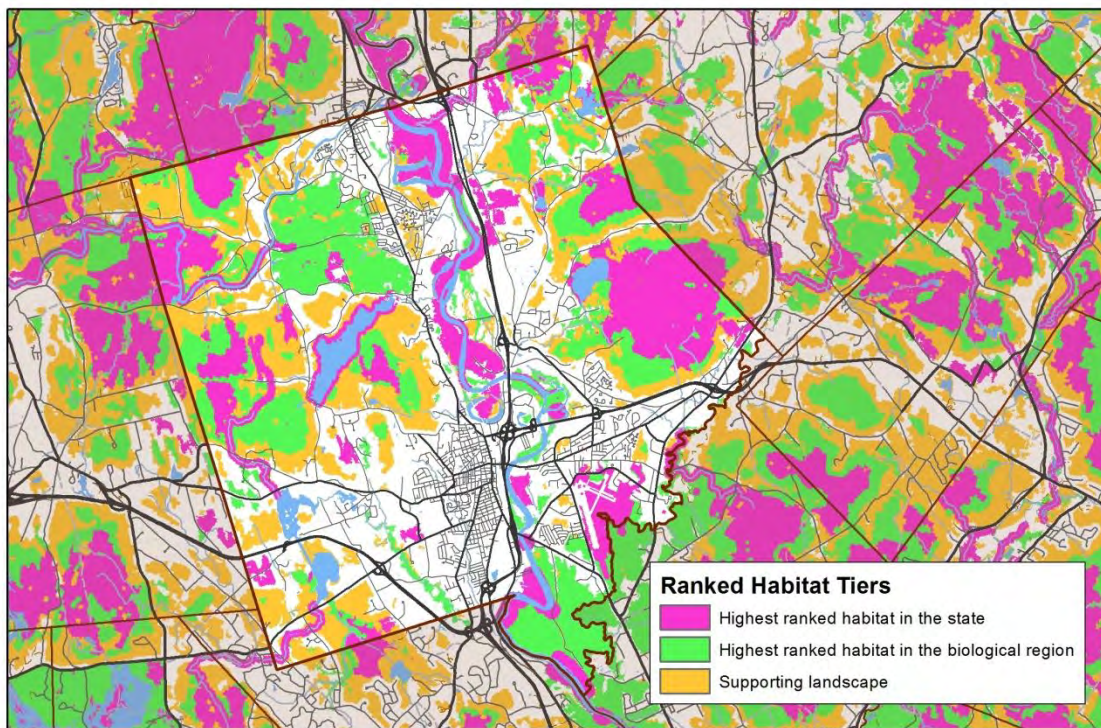 Ranked Habitat Tiers
Highest ranked habitat in the state
Highest ranked habitat in the biological region
Supporting landscape